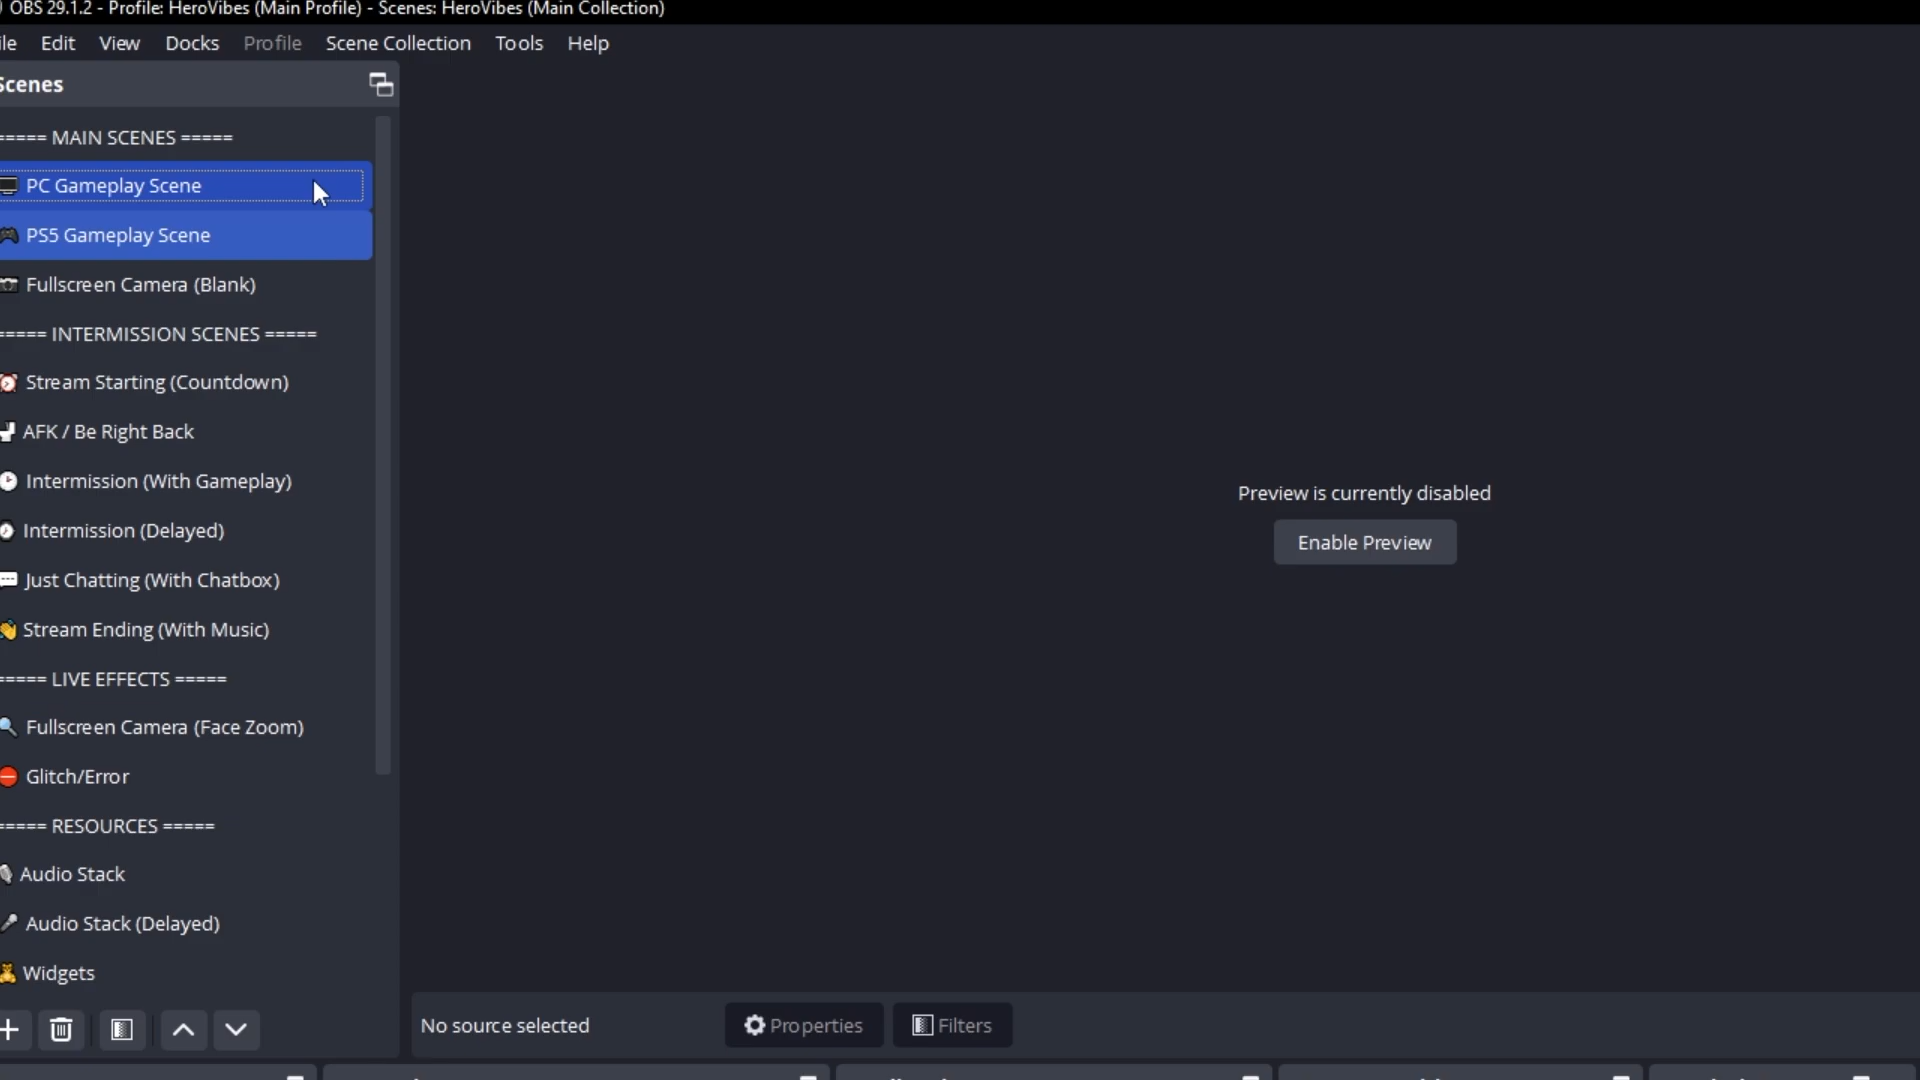 OBS 29.1.2 - Profile: HeroVibes (Main Profile) - Scenes: HeroVibes (Main Collection)
ile Edit View Docks Profile Scene Collection Tools Help
Scenes
===== MAIN SCENES =====
PC Gameplay Scene
PS5 Gameplay Scene
Fullscreen Camera (Blank)
===== INTERMISSION SCENES =====
Stream Starting (Countdown)
AFK / Be Right Back
Intermission (With Gameplay)
Intermission (Delayed)
Just Chatting (With Chatbox)
Stream Ending (With Music)
===== LIVE EFFECTS =====
Fullscreen Camera (Face Zoom)
Glitch/Error
===== RESOURCES =====
Audio Stack
Audio Stack (Delayed)
Widgets
Preview is currently disabled
Enable Preview
No source selected
Properties
Filters